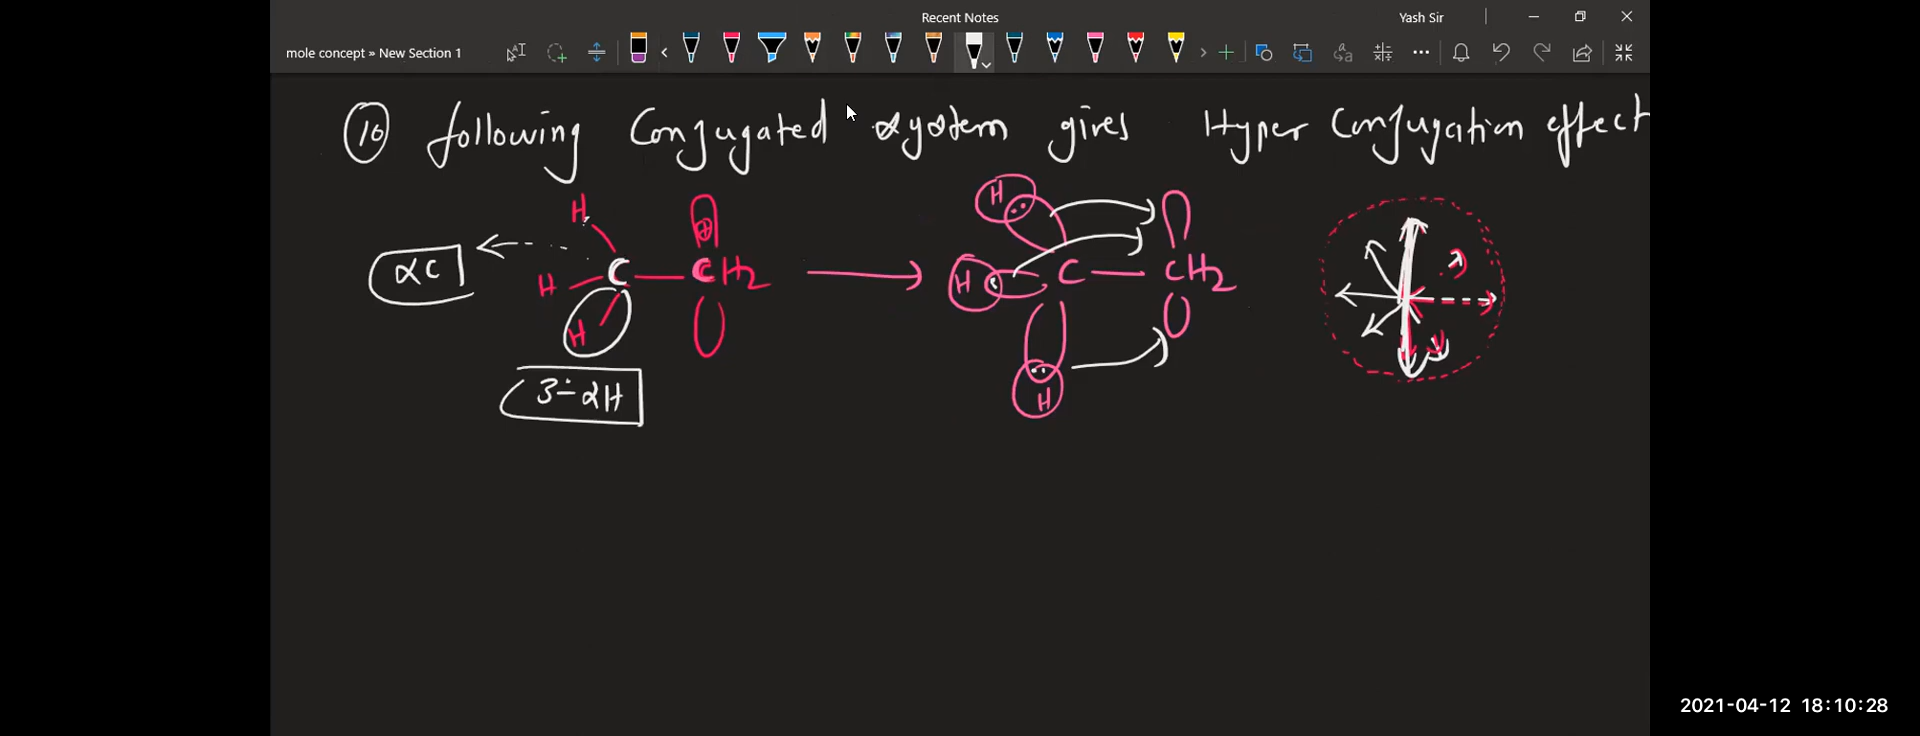 Recent Notes
Yash Sir
mole concept » New Section 1
10 following Conjugated system gives Hyper Conjugation effect
H
H
αC
H C — CH2
H C — CH2
H
H
3 - αH
2021-04-12 18:10:28